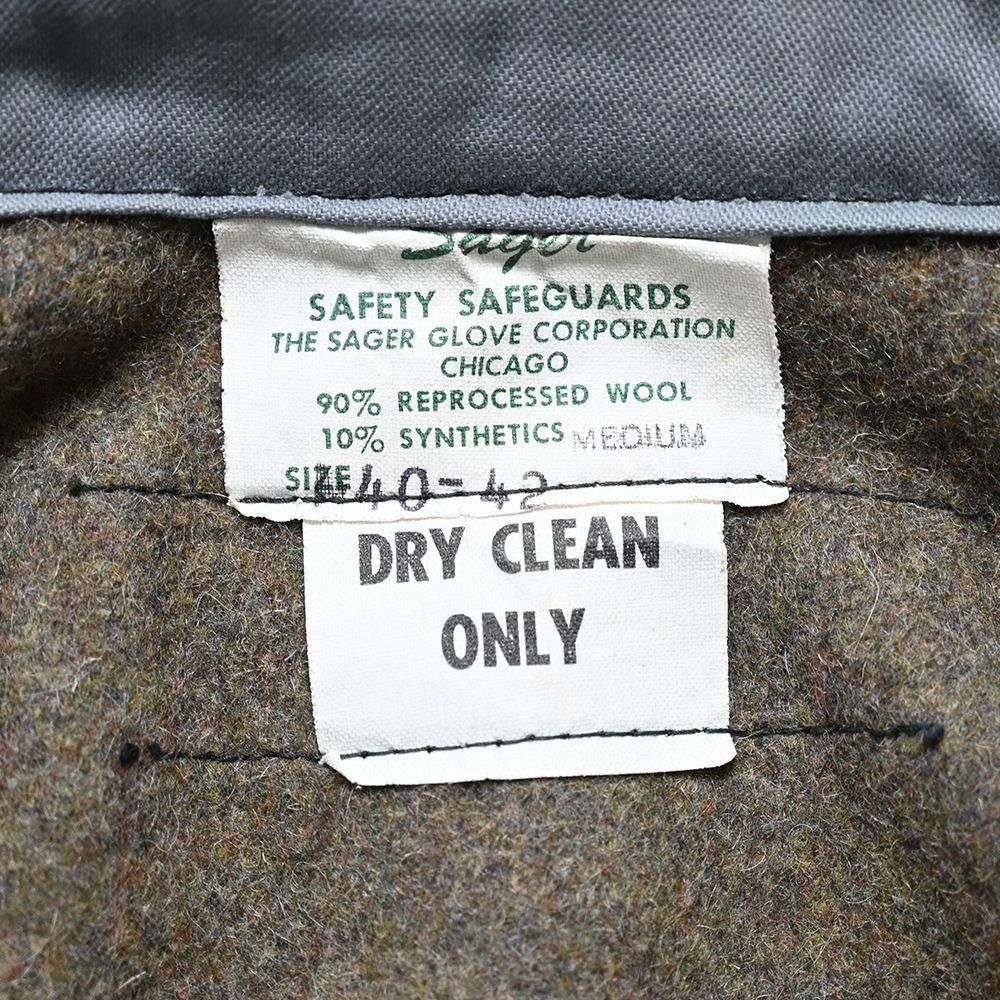 Sager
SAFETY SAFEGUARDS
THE SAGER GLOVE CORPORATION
CHICAGO
90% REPROCESSED WOOL
10% SYNTHETICS MEDIUM
SIZE 40-42
DRY CLEAN
ONLY